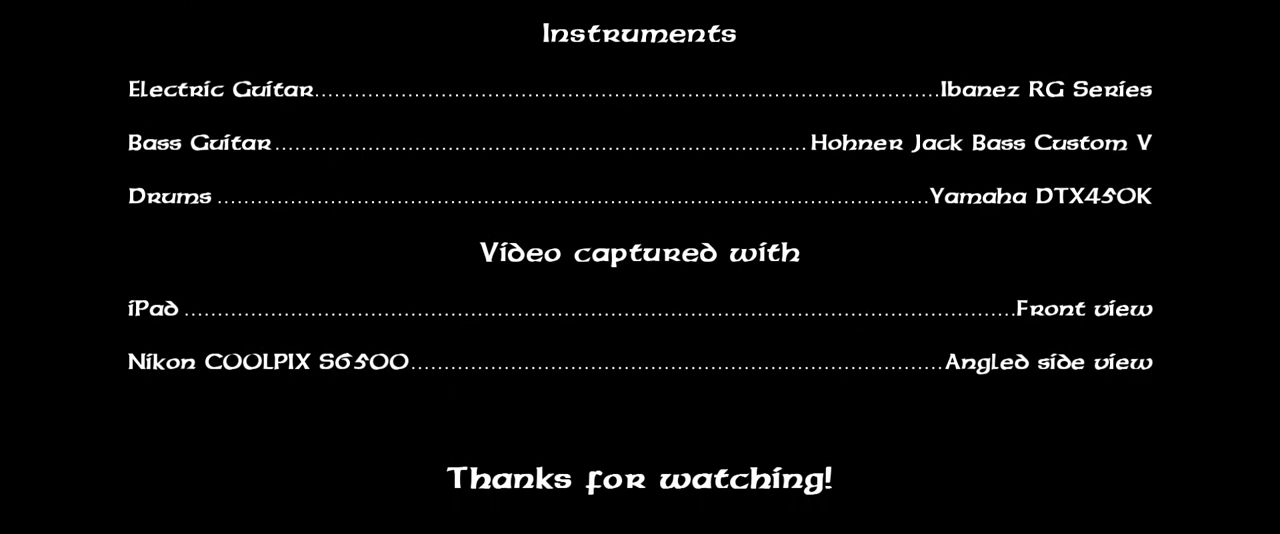 Instruments
Electric Guitar........................................................................................Ibanez RG Series
Bass Guitar...........................................................................Hohner Jack Bass Custom V
Drums ....................................................................................................Yamaha DTX450K
Video captured with
iPad .....................................................................................................................Front view
Nikon COOLPIX S6500...........................................................................Angled side view
Thanks for watching!